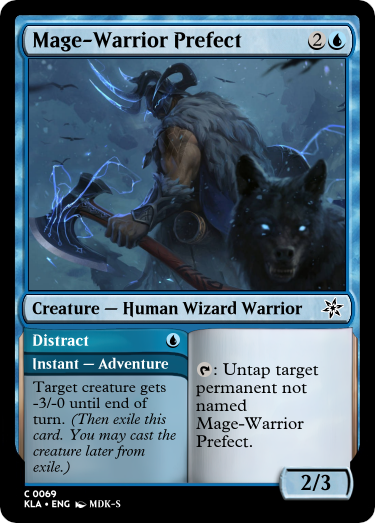 Mage-Warrior Prefect 2
Creature — Human Wizard Warrior
Distract
Instant — Adventure
Target creature gets
-3/-0 until end of
turn. (Then exile this
card. You may cast the
creature later from
exile.)
: Untap target
permanent not
named
Mage-Warrior
Prefect.
2/3
C 0069
KLA • ENG MDK-S